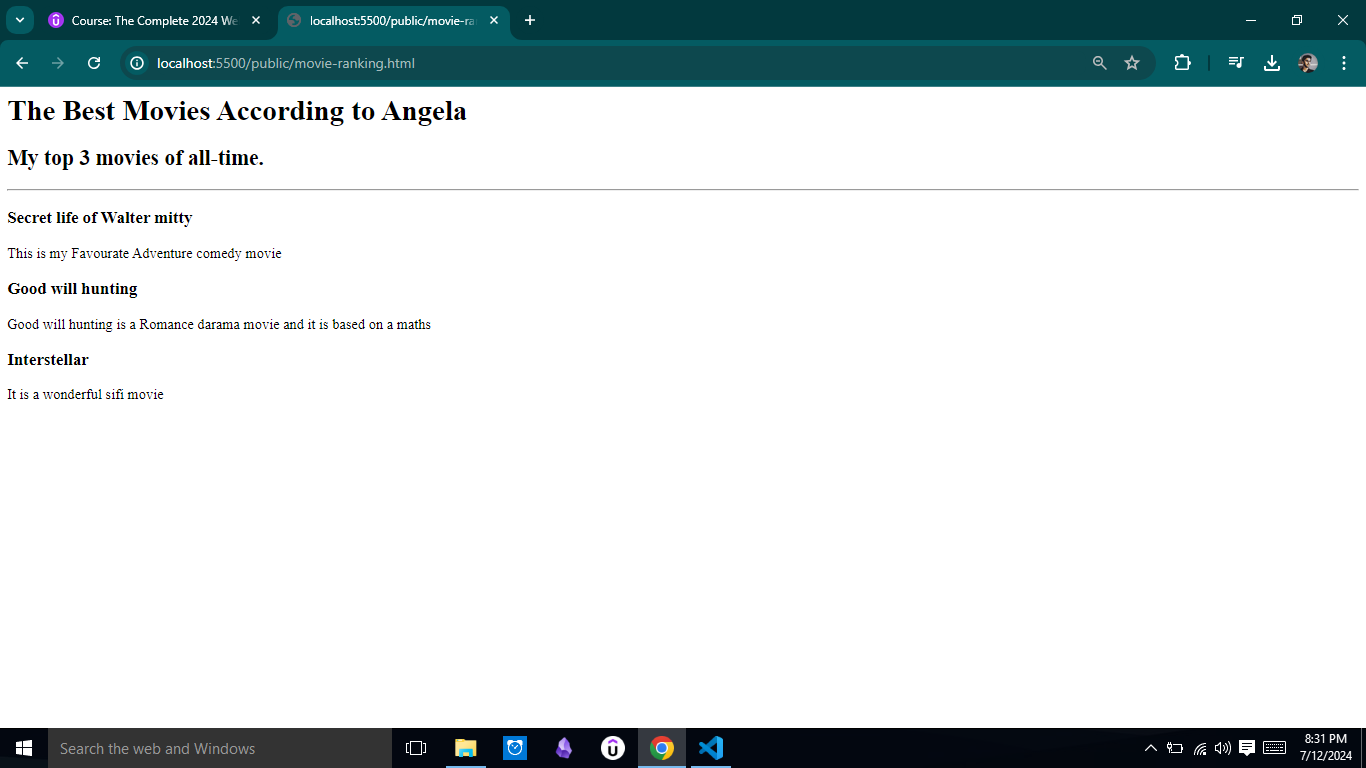 Course: The Complete 2024 We
localhost:5500/public/movie-ra
localhost:5500/public/movie-ranking.html
The Best Movies According to Angela
My top 3 movies of all-time.
Secret life of Walter mitty
This is my Favourate Adventure comedy movie
Good will hunting
Good will hunting is a Romance darama movie and it is based on a maths
Interstellar
It is a wonderful sifi movie
Search the web and Windows
8:31 PM
7/12/2024